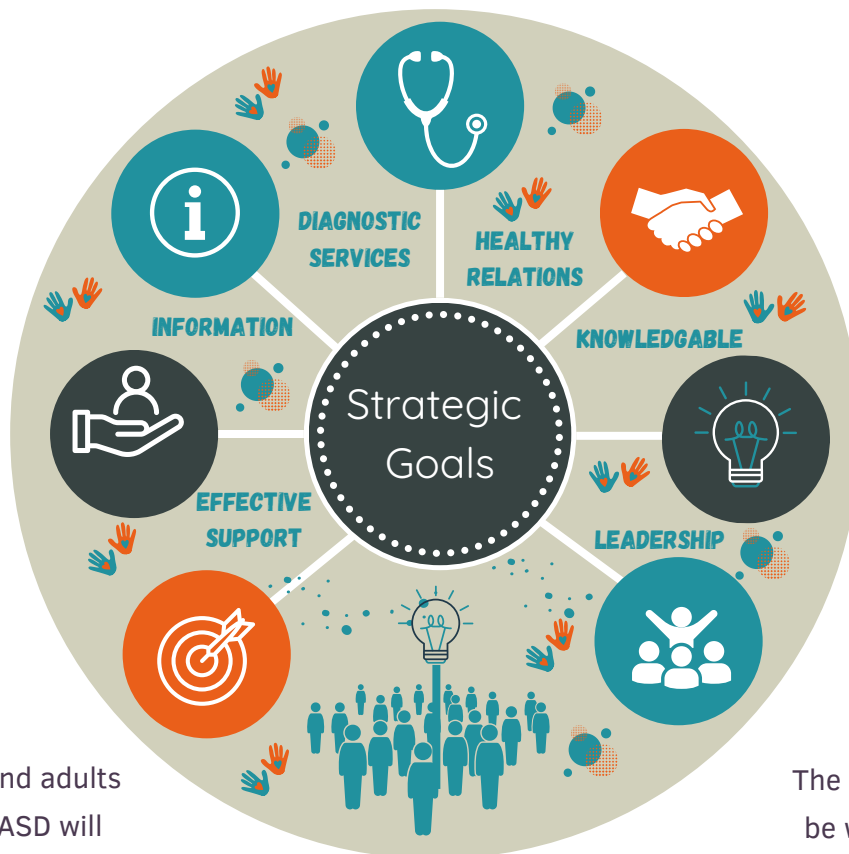 DIAGNOSTIC
SERVICES
HEALTHY
RELATIONS
INFORMATION
KNOWLEDGABLE
Strategic
Goals
EFFECTIVE
SUPPORT
LEADERSHIP
nd adults
ASD will
The
be w